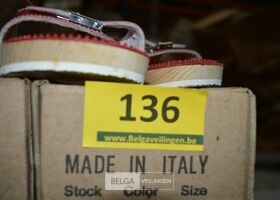 136
www.Belgaveilingen.be
MADE IN ITALY
Stock Color Size
BELGA VEILINGEN